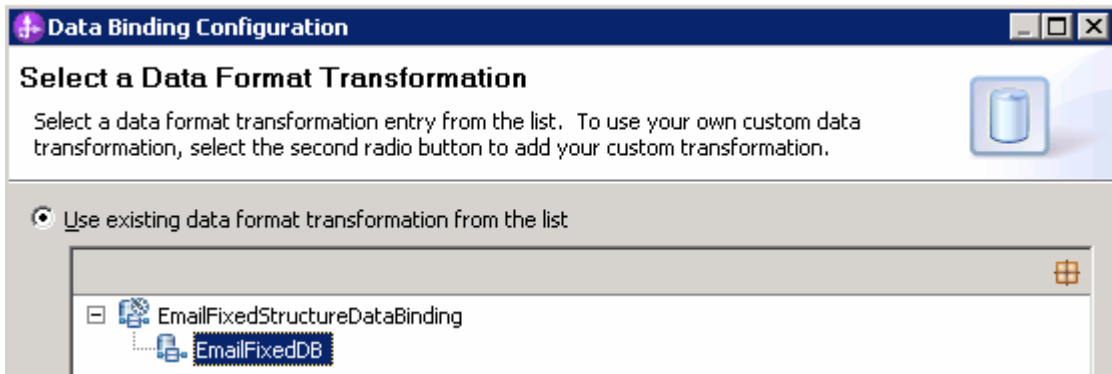 Data Binding Configuration
Select a Data Format Transformation
Select a data format transformation entry from the list.  To use your own custom data
transformation, select the second radio button to add your custom transformation.
Use existing data format transformation from the list
EmailFixedStructureDataBinding
EmailFixedDB